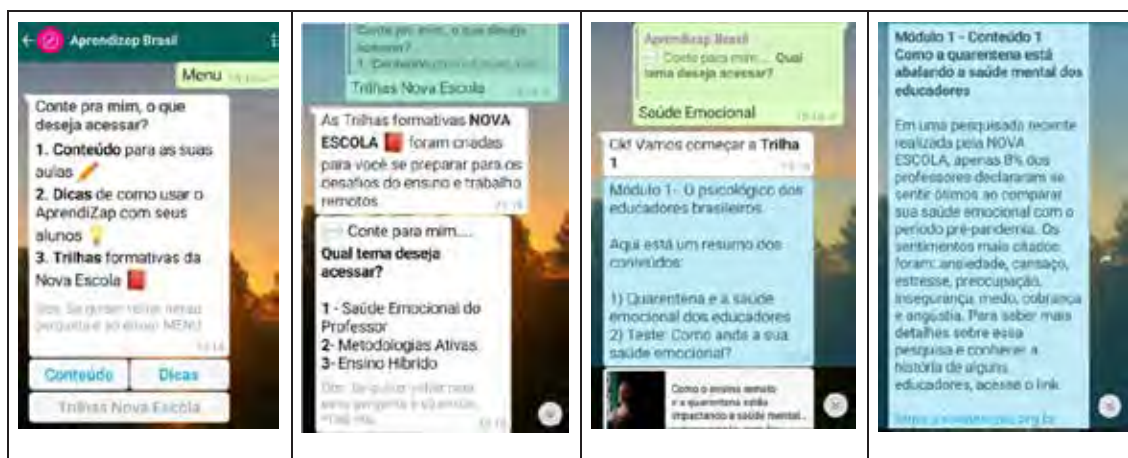 Aprendizap Brasil
Menu
Conte pra mim, o que
deseja acessar?
1. Conteúdo para as suas
aulas
2. Dicas de como usar o
AprendiZap com seus
alunos
3. Trilhas formativas da
Nova Escola
Conteúdo
Dicas
Trilhas Nova Escola
Trilhas Nova Escola
As Trilhas formativas NOVA
ESCOLA foram criadas
para você se preparar para os
desafios do ensino e trabalho
remotos
Conte para mim....
Qual tema deseja
acessar?
1 - Saúde Emocional do
Professor
2- Metodologias Ativas
3- Ensino Híbrido
Aprendizap Brasil
Conte para mim.... Qual
tema deseja acessar?
Saúde Emocional
Ok! Vamos começar a Trilha
1
Módulo 1- O psicológico dos
educadores brasileiros
Aqui está um resumo dos
conteúdos:
1) Quarentena e a saúde
emocional dos educadores
2) Teste: Como anda a sua
saúde emocional?
Como o ensino remoto
e a quarentena estão
impactando a saúde mental...
Módulo 1 - Conteúdo 1
Como a quarentena está
abalando a saúde mental dos
educadores
Em uma pesquisada recente
realizada pela NOVA
ESCOLA, apenas 8% dos
professores declararam se
sentir ótimos ao comparar
sua saúde emocional com o
período pré-pandemia. Os
sentimentos mais citados
foram: ansiedade, cansaço,
estresse, preocupação,
insegurança, medo, cobrança
e angústia. Para saber mais
detalhes sobre essa
pesquisa e conhecer a
história de alguns
educadores, acesse o link